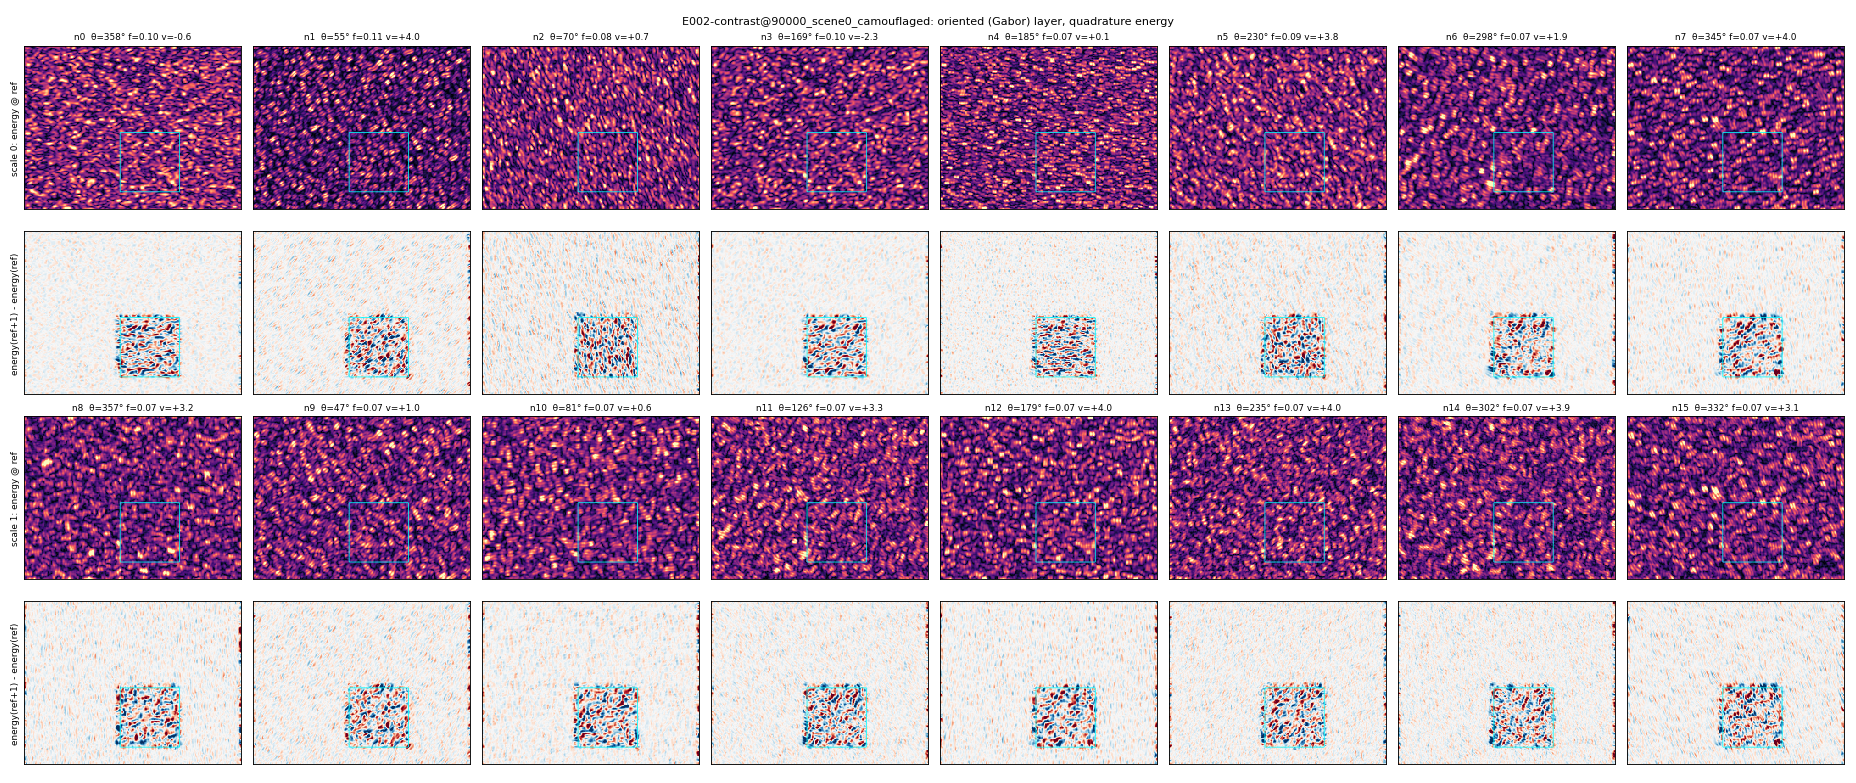 E002-contrast@90000_scene0_camouflaged: oriented (Gabor) layer, quadrature energy
n0 θ=358° f=0.10 v=-0.6
n1 θ=55° f=0.11 v=+4.0
n2 θ=70° f=0.08 v=+0.7
n3 θ=169° f=0.10 v=-2.3
n4 θ=185° f=0.07 v=+0.1
n5 θ=230° f=0.09 v=+3.8
n6 θ=298° f=0.07 v=+1.9
n7 θ=345° f=0.07 v=+4.0
scale 0: energy @ ref
energy(ref+1) - energy(ref)
n8 θ=357° f=0.07 v=+3.2
n9 θ=47° f=0.07 v=+1.0
n10 θ=81° f=0.07 v=+0.6
n11 θ=126° f=0.07 v=+3.3
n12 θ=179° f=0.07 v=+4.0
n13 θ=235° f=0.07 v=+4.0
n14 θ=302° f=0.07 v=+3.9
n15 θ=332° f=0.07 v=+3.1
scale 1: energy @ ref
energy(ref+1) - energy(ref)